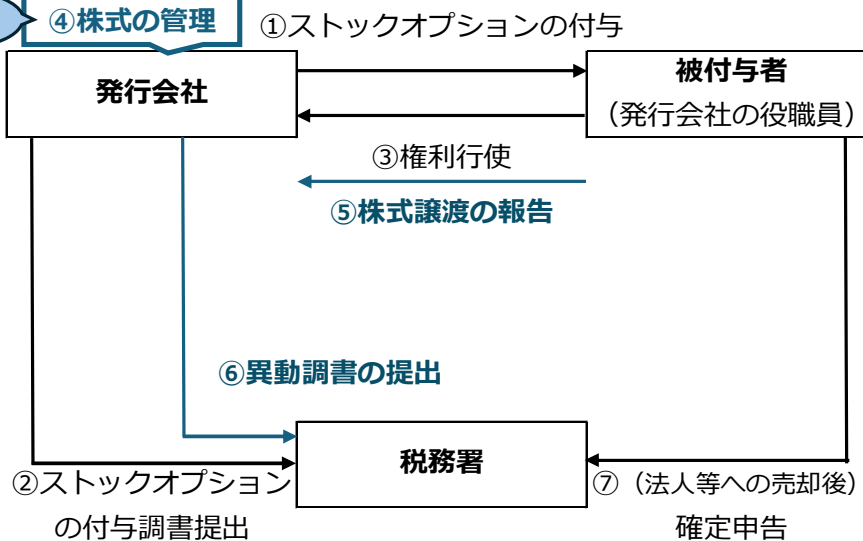 ④株式の管理
①ストックオプションの付与
発行会社
被付与者
（発行会社の役職員）
③権利行使
⑤株式譲渡の報告
⑥異動調書の提出
税務署
②ストックオプション
の付与調書提出
⑦（法人等への売却後）
確定申告